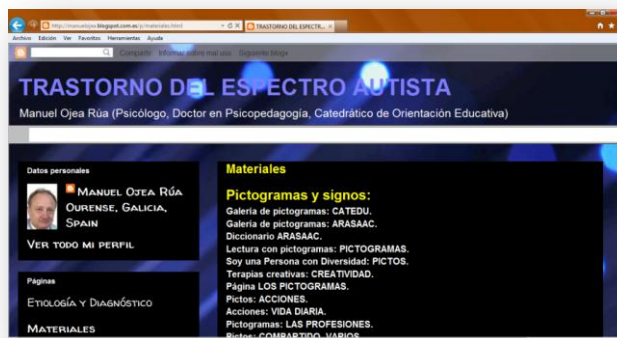 http://manuelojea.blogspot.com.es/p/materiales.html
TRASTORNO DEL ESPECTR...
Archivo Edición Ver Favoritos Herramientas Ayuda
Compartir Informar sobre mal uso Siguiente blog»
TRASTORNO DEL ESPECTRO AUTISTA
Manuel Ojea Rúa (Psicólogo, Doctor en Psicopedagogía, Catedrático de Orientación Educativa)
Datos personales
Manuel Ojea Rúa
Ourense, Galicia,
Spain
Ver todo mi perfil
Páginas
Etiología y Diagnóstico
Materiales
Materiales
Pictogramas y signos:
Galería de pictogramas: CATEDU.
Galería de pictogramas: ARASAAC.
Diccionario ARASAAC.
Lectura con pictogramas: PICTOGRAMAS.
Soy una Persona con Diversidad: PICTOS.
Terapias creativas: CREATIVIDAD.
Página LOS PICTOGRAMAS.
Pictos: ACCIONES.
Acciones: VIDA DIARIA.
Pictogramas: LAS PROFESIONES.
Pictos: COMPARTIDO, VARIOS.